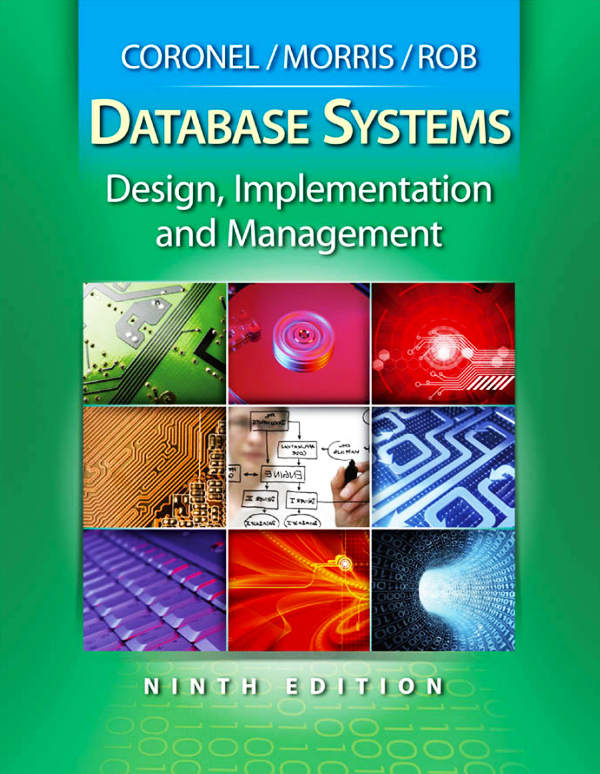 CORONEL / MORRIS / ROB
DATABASE SYSTEMS
Design, Implementation
and Management
NINTH EDITION